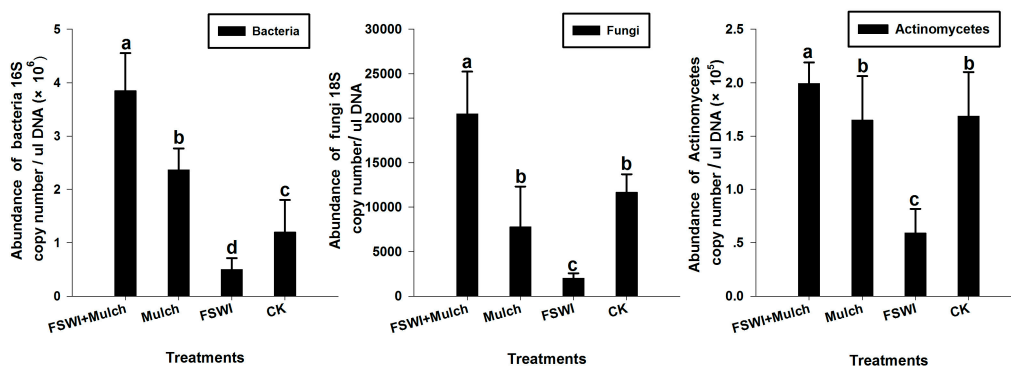 Bacteria
Abundance of bacteria 16S
copy number / ul DNA (× 10⁶)
5
4
3
2
1
0
a
b
d
c
FSWI+Mulch
Mulch
FSWI
CK
Treatments
Fungi
Abundance of fungi 18S
copy number/ ul DNA
30000
25000
20000
15000
10000
5000
0
a
b
c
b
FSWI+Mulch
Mulch
FSWI
CK
Treatments
Actinomycetes
Abundance of Actinomycetes
copy number / ul DNA (× 10⁵)
2.5
2.0
1.5
1.0
.5
0.0
a
b
c
b
FSWI+Mulch
Mulch
FSWI
CK
Treatments